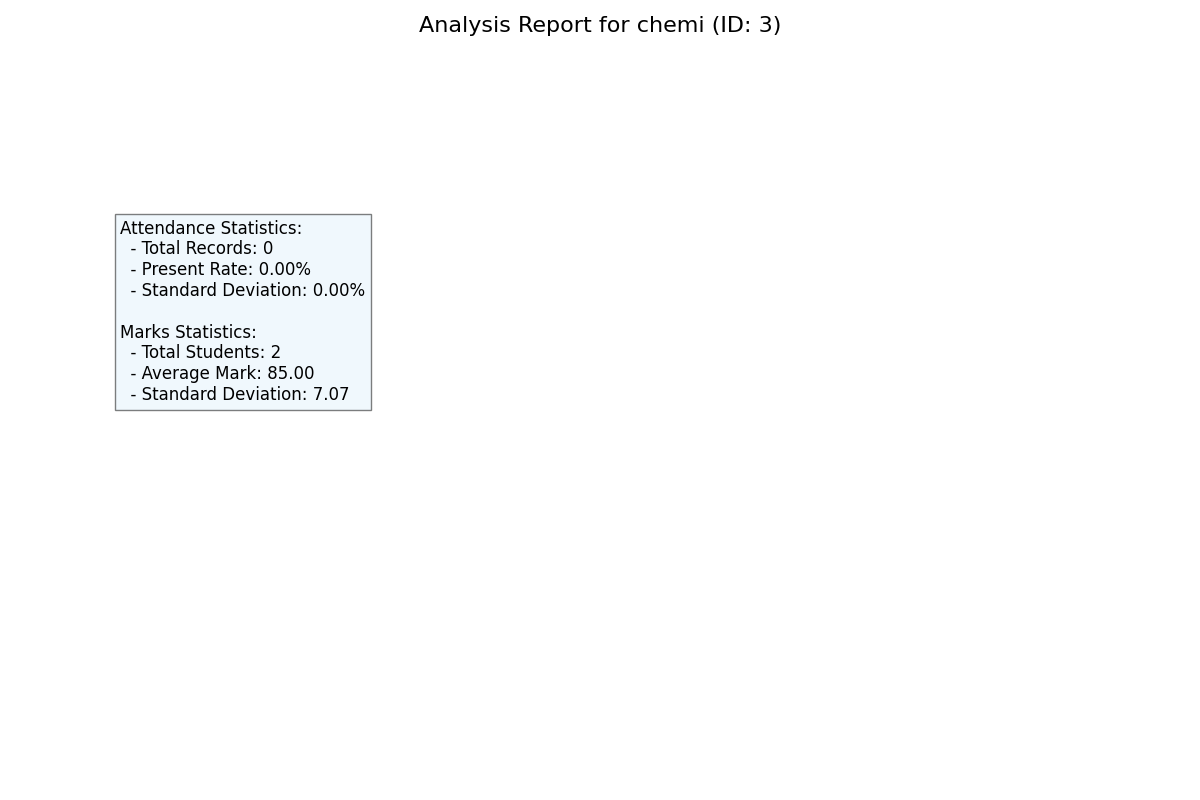 Analysis Report for chemi (ID: 3)
Attendance Statistics:
- Total Records: 0
- Present Rate: 0.00%
- Standard Deviation: 0.00%
Marks Statistics:
- Total Students: 2
- Average Mark: 85.00
- Standard Deviation: 7.07